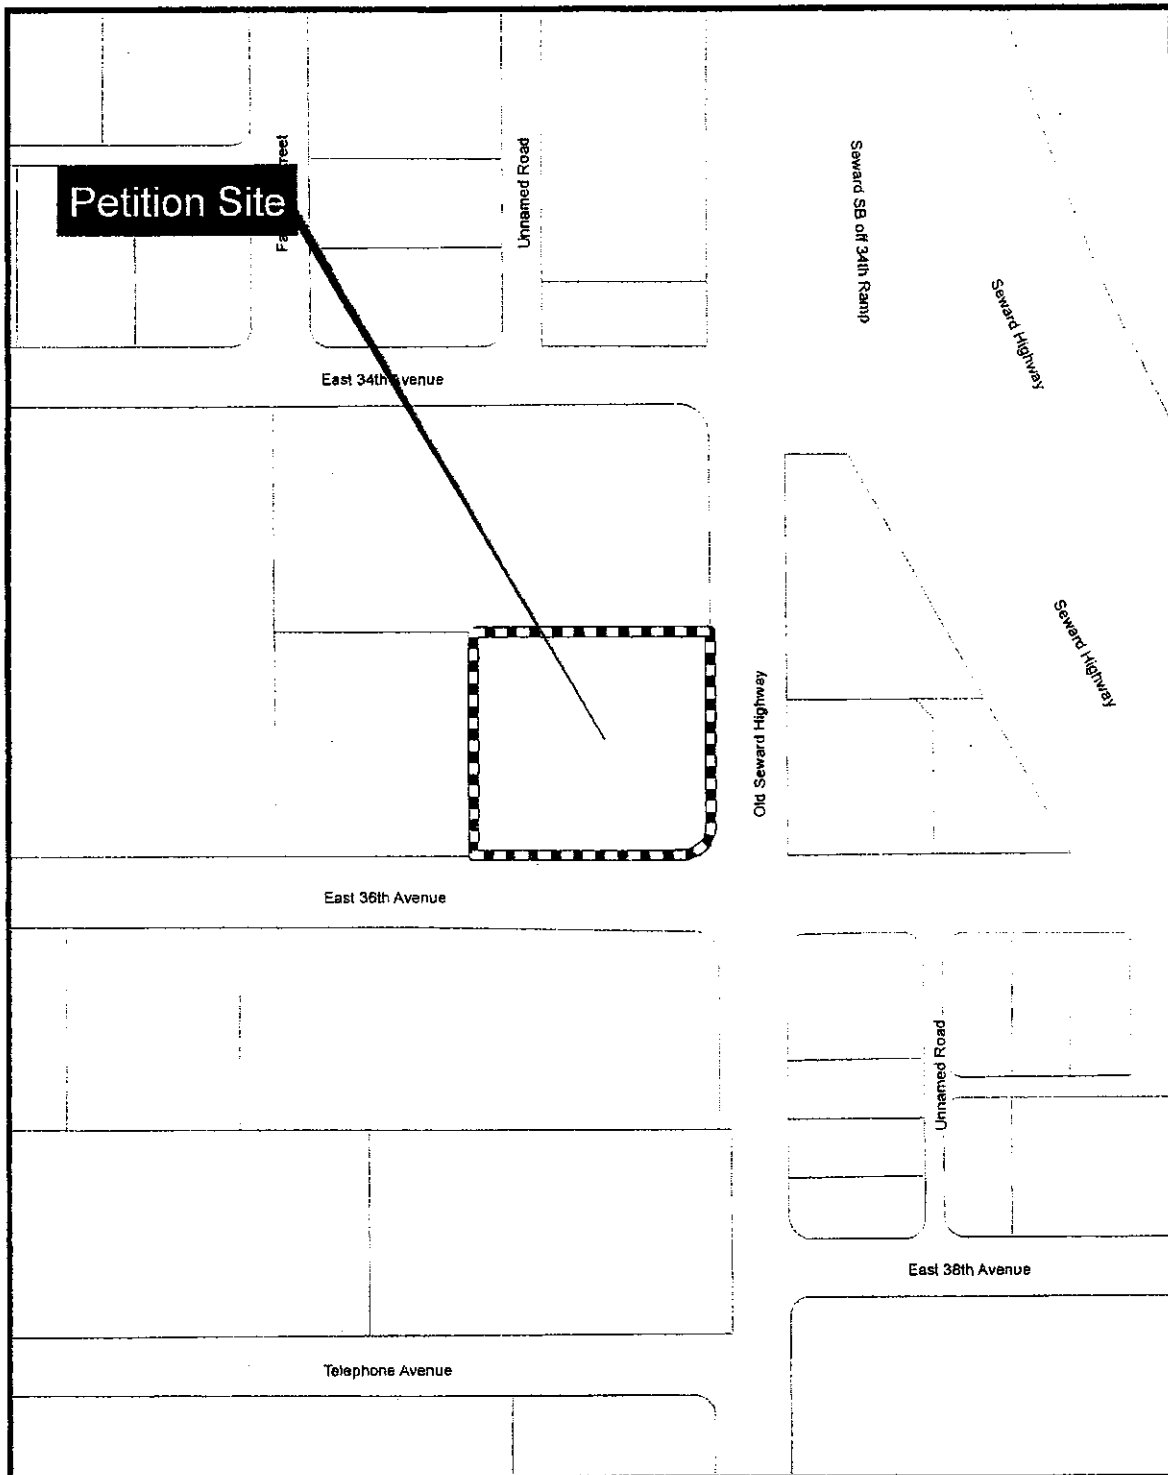 Petition Site
Unnamed Road
Seward SB off 34th Ramp
Seward Highway
East 34th Avenue
Seward Highway
Old Seward Highway
East 36th Avenue
Unnamed Road
East 38th Avenue
Telephone Avenue